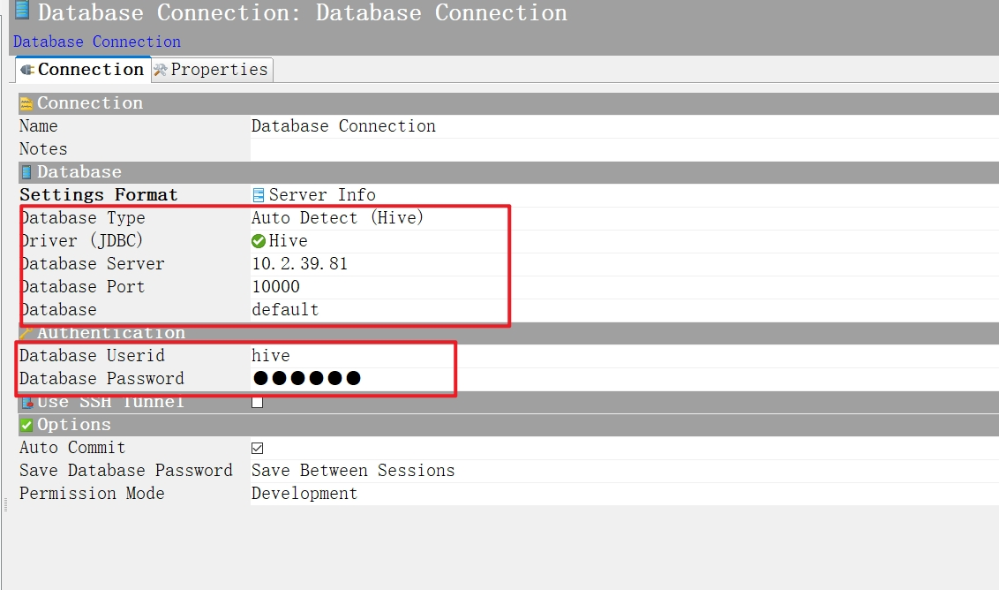 Database Connection: Database Connection
Database Connection
Connection Properties
Connection
Name Database Connection
Notes
Database
Settings Format Server Info
Database Type Auto Detect (Hive)
Driver (JDBC) Hive
Database Server 10.2.39.81
Database Port 10000
Database default
Authentication
Database Userid hive
Database Password ●●●●●●
Use SSH Tunnel
Options
Auto Commit
Save Database Password Save Between Sessions
Permission Mode Development